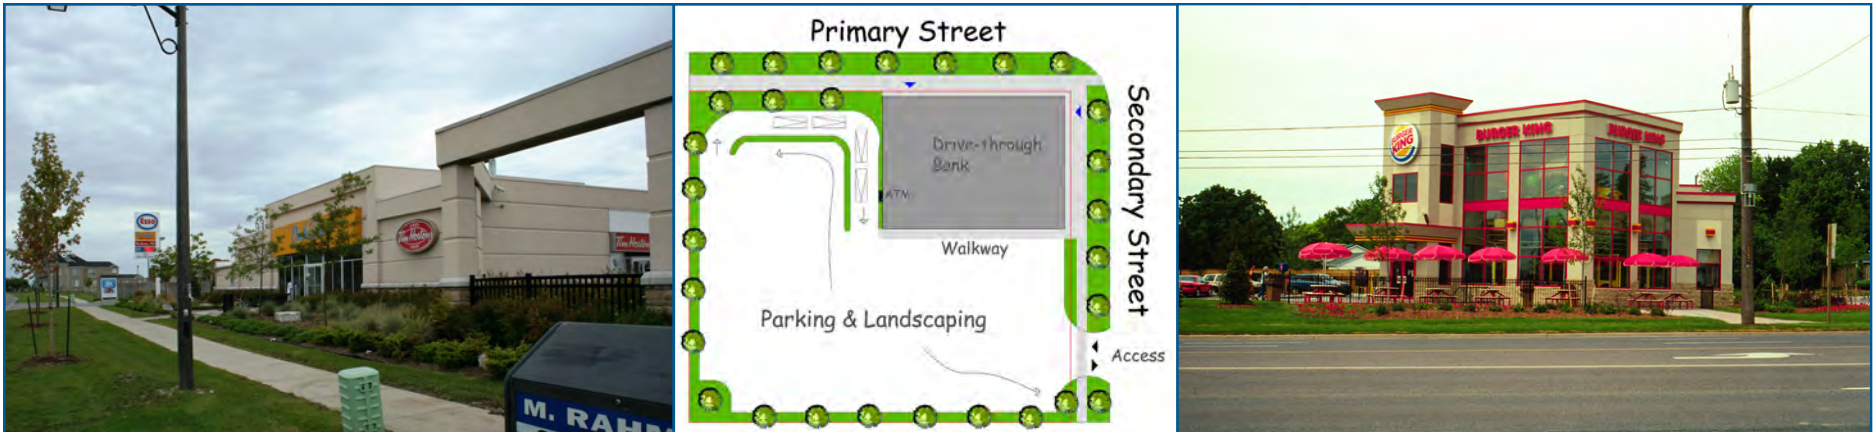 Esso
Tim Hortons
Tim Hortons
M. RAHM
Primary Street
Secondary Street
Drive-through
Bank
ATM
Walkway
Parking & Landscaping
Access
BURGER
KING
BURGER KING
BURGER KING